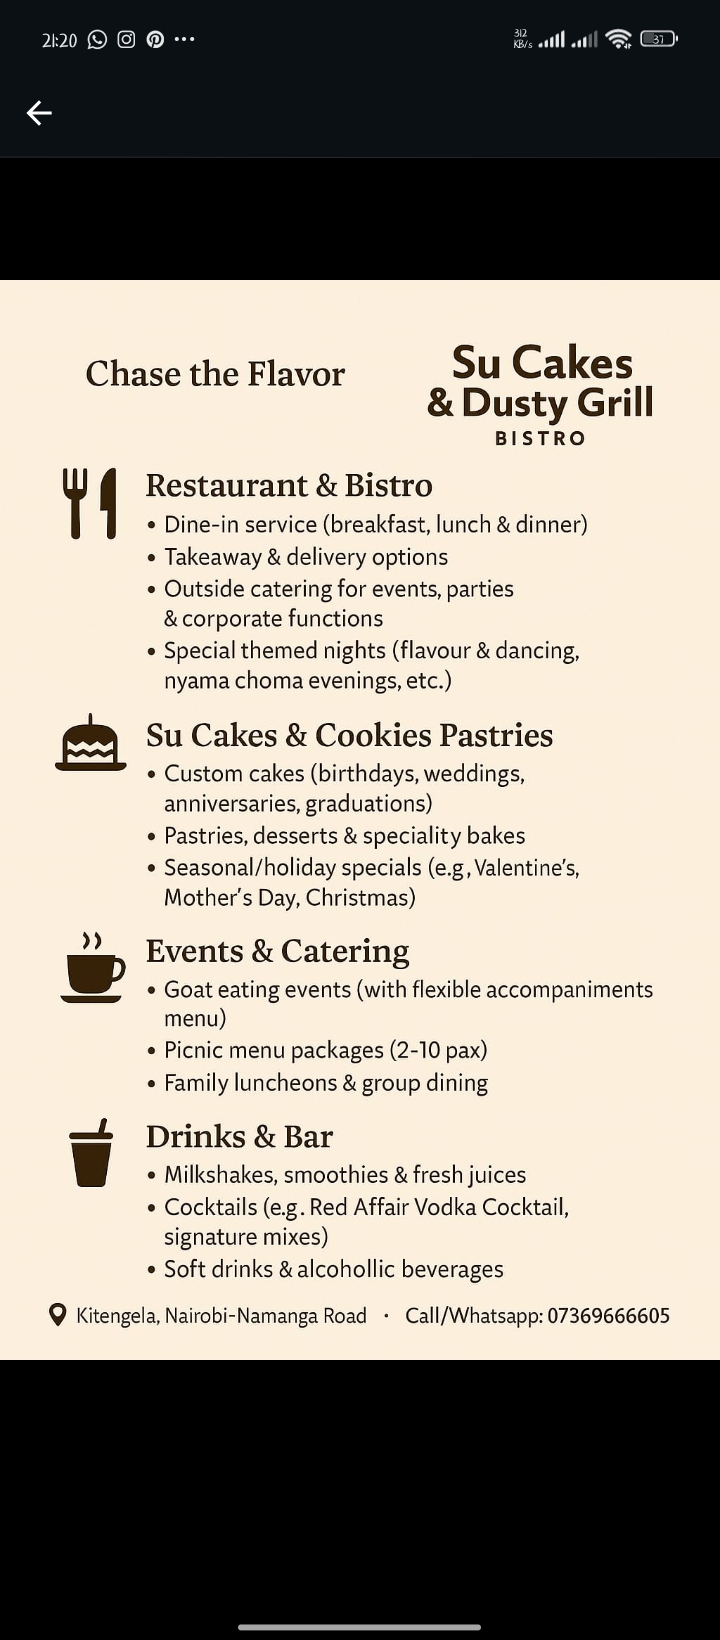 21:20
312
KB/s
37
Chase the Flavor
Su Cakes
& Dusty Grill
BISTRO
Restaurant & Bistro
• Dine-in service (breakfast, lunch & dinner)
• Takeaway & delivery options
• Outside catering for events, parties
& corporate functions
• Special themed nights (flavour & dancing,
nyama choma evenings, etc.)
Su Cakes & Cookies Pastries
• Custom cakes (birthdays, weddings,
anniversaries, graduations)
• Pastries, desserts & speciality bakes
• Seasonal/holiday specials (e.g, Valentine's,
Mother's Day, Christmas)
Events & Catering
• Goat eating events (with flexible accompaniments
menu)
• Picnic menu packages (2-10 pax)
• Family luncheons & group dining
Drinks & Bar
• Milkshakes, smoothies & fresh juices
• Cocktails (e.g. Red Affair Vodka Cocktail,
signature mixes)
• Soft drinks & alcohollic beverages
Kitengela, Nairobi-Namanga Road · Call/Whatsapp: 07369666605